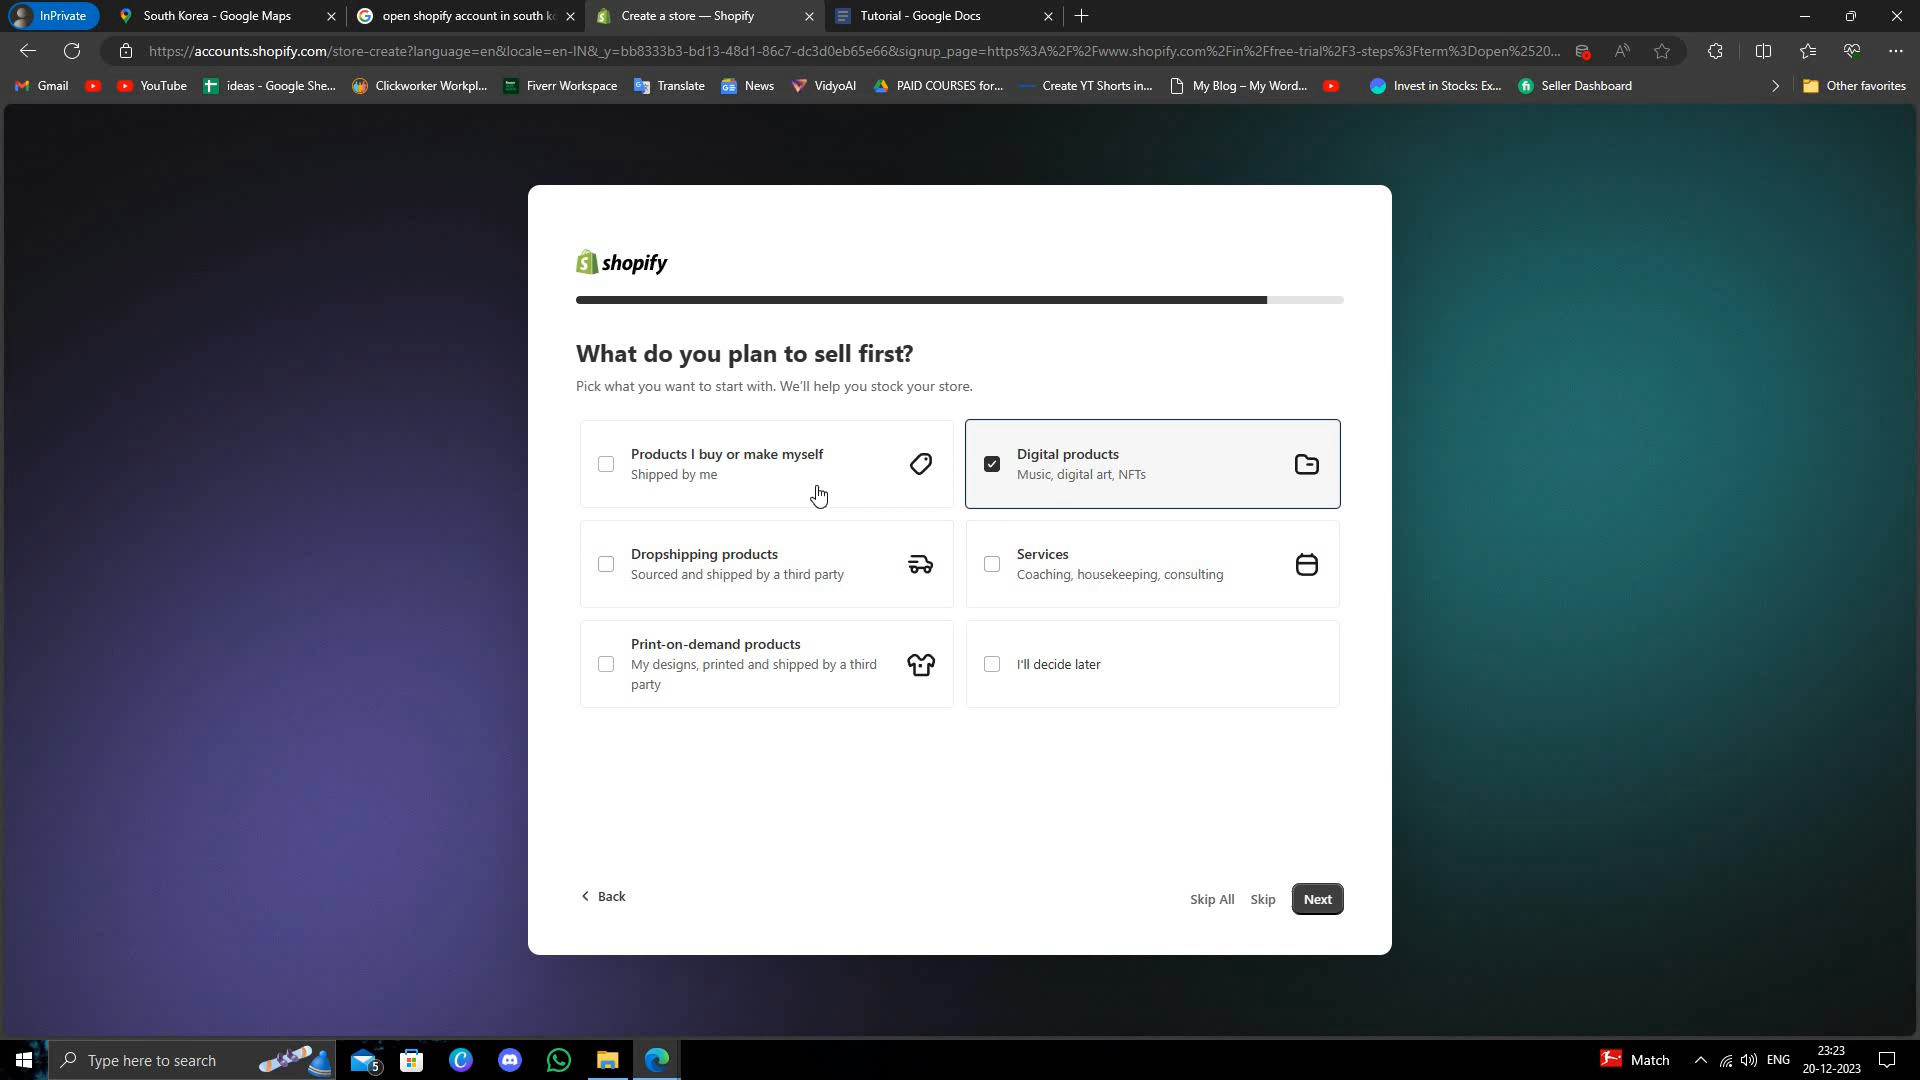 InPrivate
South Korea - Google Maps
open shopify account in south ko
Create a store — Shopify
Tutorial - Google Docs
https://accounts.shopify.com/store-create?language=en&locale=en-IN&_y=bb8333b3-bd13-48d1-86c7-dc3d0eb65e66&signup_page=https%3A%2F%2Fwww.shopify.com%2Fin%2Ffree-trial%2F3-steps%3Fterm%3Dopen%2520...
Gmail
YouTube
ideas - Google She...
Clickworker Workpl...
Fiverr Workspace
Translate
News
VidyoAI
PAID COURSES for...
Create YT Shorts in...
My Blog – My Word...
Invest in Stocks: Ex...
Seller Dashboard
Other favorites
shopify
What do you plan to sell first?
Pick what you want to start with. We'll help you stock your store.
Products I buy or make myself
Shipped by me
Digital products
Music, digital art, NFTs
Dropshipping products
Sourced and shipped by a third party
Services
Coaching, housekeeping, consulting
Print-on-demand products
My designs, printed and shipped by a third
party
I'll decide later
Back
Skip All
Skip
Next
Type here to search
5
Match
ENG
23:23
20-12-2023